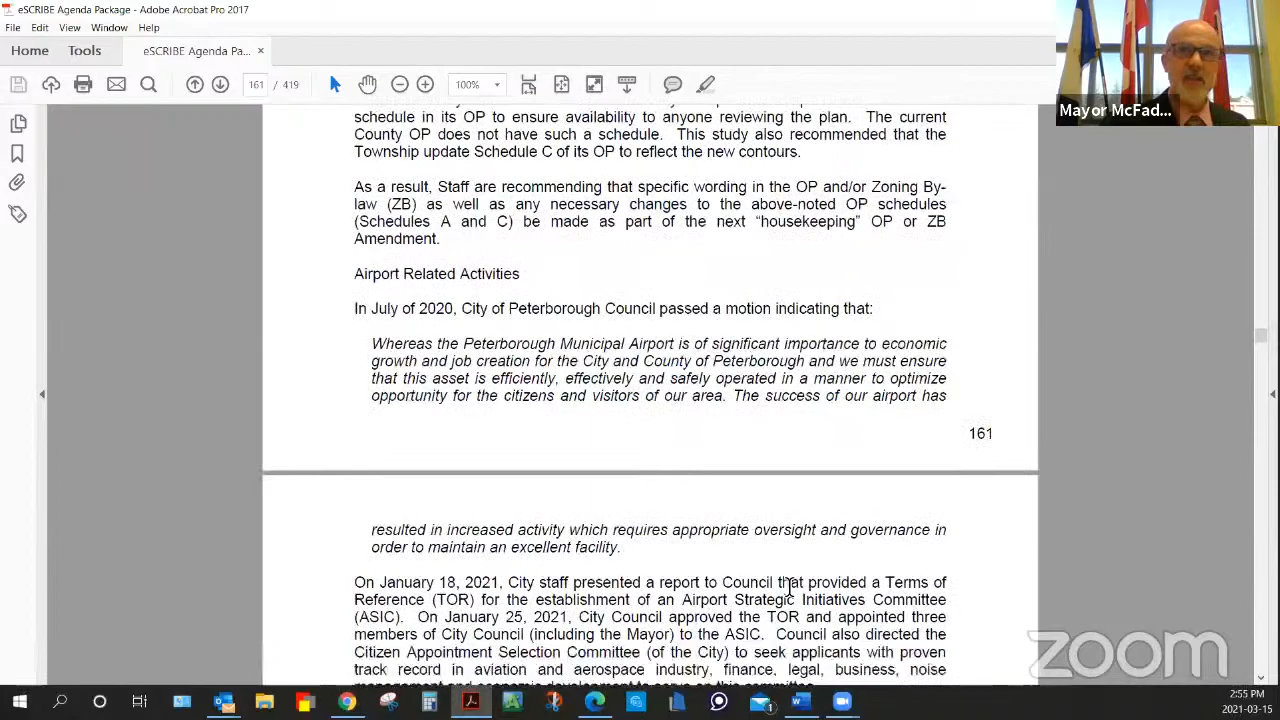 eSCRIBE Agenda Package - Adobe Acrobat Pro 2017
File Edit View Window Help
Home Tools eSCRIBE Agenda Pa... ×
161 / 419 100%
Mayor McFad...
schedule in its OP to ensure availability to anyone reviewing the plan. The current
County OP does not have such a schedule. This study also recommended that the
Township update Schedule C of its OP to reflect the new contours.
As a result, Staff are recommending that specific wording in the OP and/or Zoning By-
law (ZB) as well as any necessary changes to the above-noted OP schedules
(Schedules A and C) be made as part of the next “housekeeping” OP or ZB
Amendment.
Airport Related Activities
In July of 2020, City of Peterborough Council passed a motion indicating that:
Whereas the Peterborough Municipal Airport is of significant importance to economic
growth and job creation for the City and County of Peterborough and we must ensure
that this asset is efficiently, effectively and safely operated in a manner to optimize
opportunity for the citizens and visitors of our area. The success of our airport has
161
resulted in increased activity which requires appropriate oversight and governance in
order to maintain an excellent facility.
On January 18, 2021, City staff presented a report to Council that provided a Terms of
Reference (TOR) for the establishment of an Airport Strategic Initiatives Committee
(ASIC). On January 25, 2021, City Council approved the TOR and appointed three
members of City Council (including the Mayor) to the ASIC. Council also directed the
Citizen Appointment Selection Committee (of the City) to seek applicants with proven
track record in aviation and aerospace industry, finance, legal, business, noise
zoom
2:55 PM
2021-03-15